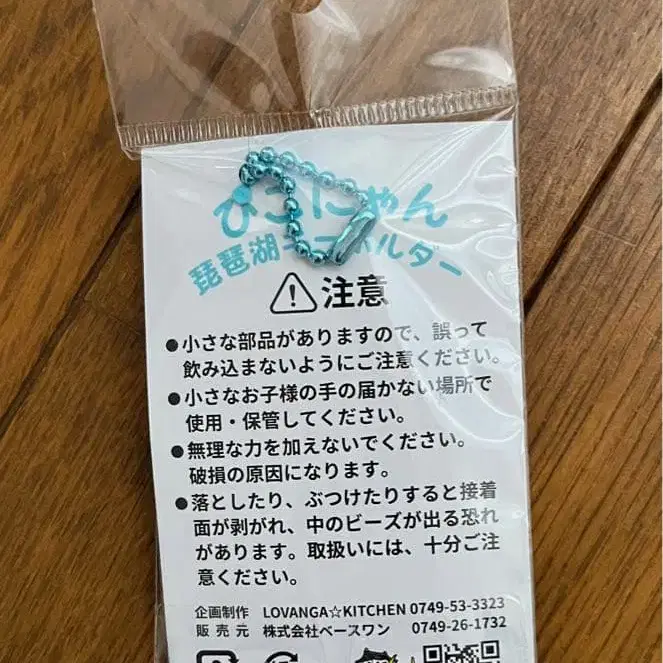 ひこにゃん
琵琶湖キーホルダー
注意
●小さな部品がありますので、誤って
飲み込まないようにご注意ください。
●小さなお子様の手の届かない場所で
使用・保管してください。
●無理な力を加えないでください。
破損の原因になります。
●落としたり、ぶつけたりすると接着
面が剥がれ、中のビーズが出る恐れ
があります。取扱いには、十分ご注
意ください。
企画制作 LOVANGA☆KITCHEN 0749-53-3323
販売元 株式会社ベースワン 0749-26-1732